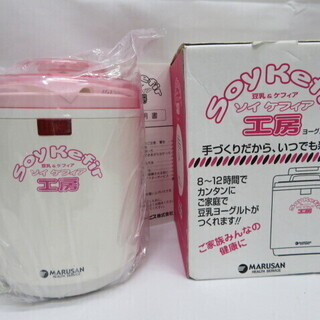 Soy Kefir
豆乳&ケフィア
ソイ ケフィア
工房
MARUSAN
HEALTH SERVICE
Soy Kefir
豆乳&ケフィア
ソイ ケフィア
工房
手づくりだから、いつでも
8〜12時間で
カンタンに
ご家庭で
豆乳ヨーグルトが
つくれます!!
ご家族みんなの
健康に
MARUSAN
HEALTH SERVICE